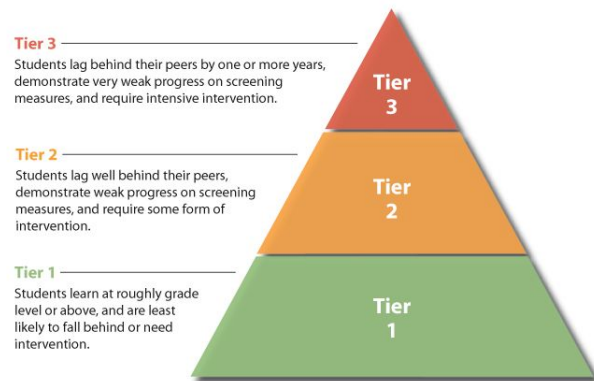 Tier 3
Students lag behind their peers by one or more years,
demonstrate very weak progress on screening
measures, and require intensive intervention.
Tier
3
Tier 2
Students lag well behind their peers,
demonstrate weak progress on screening
measures, and require some form of
intervention.
Tier
2
Tier 1
Students learn at roughly grade
level or above, and are least
likely to fall behind or need
intervention.
Tier
1